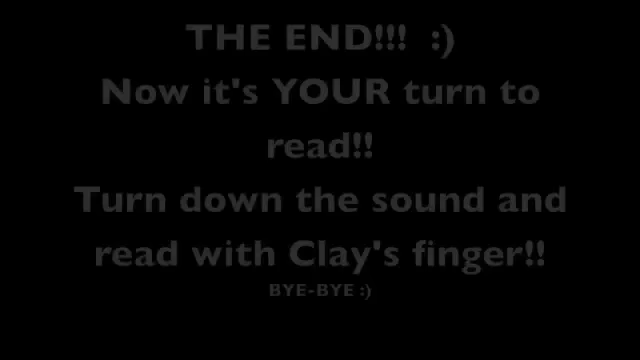 THE END!!!  :)
Now it's YOUR turn to
read!!
Turn down the sound and
read with Clay's finger!!
BYE-BYE :)